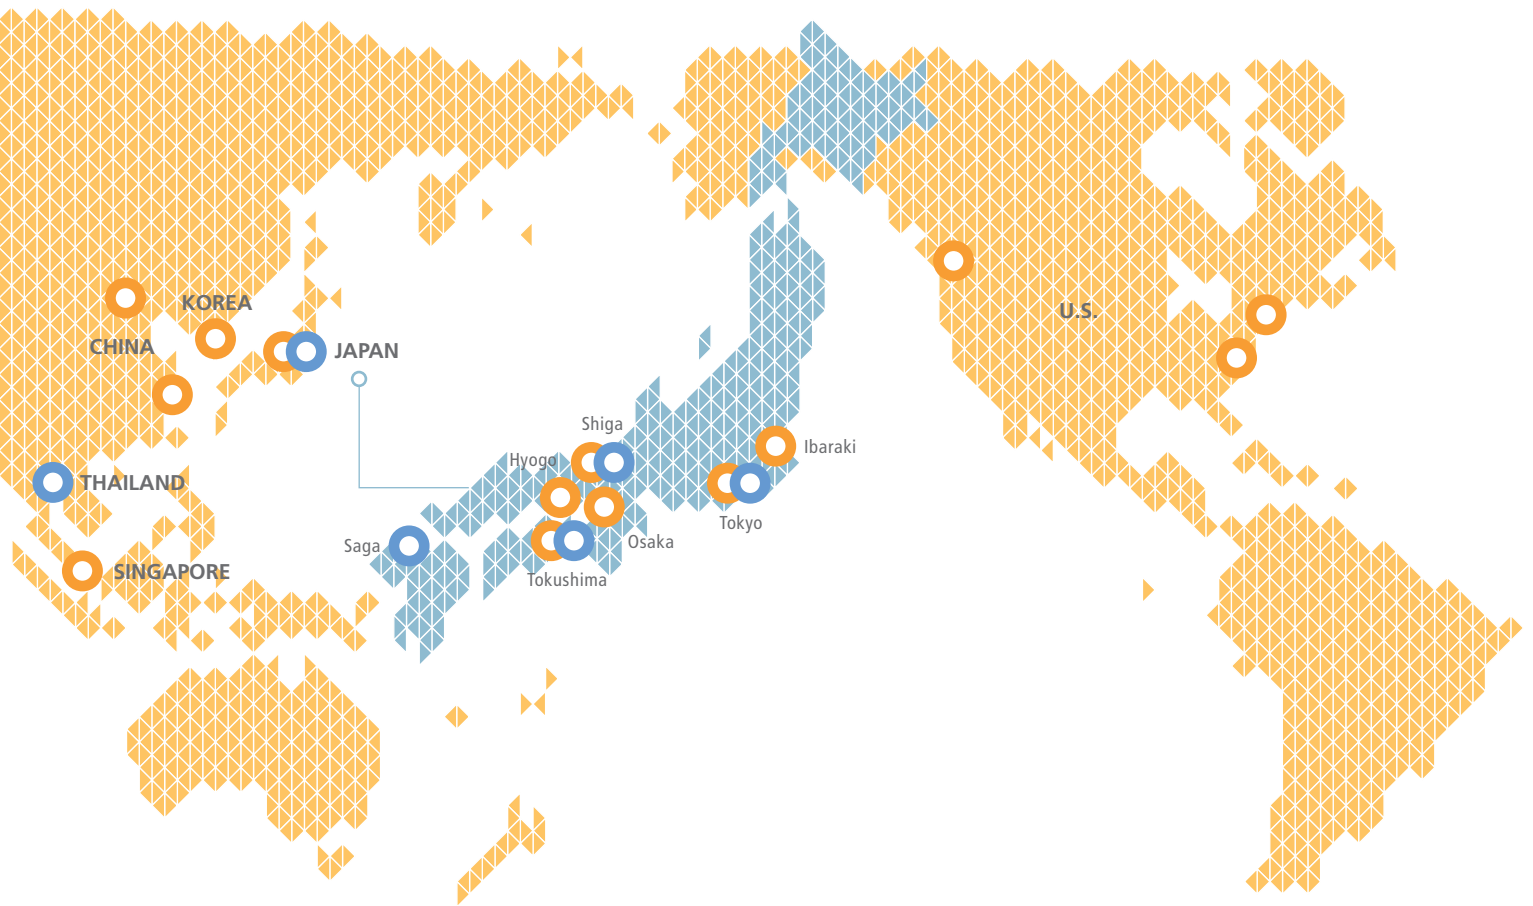 KOREA
CHINA
JAPAN
U.S.
Shiga
Hyogo
Ibaraki
THAILAND
Tokyo
Saga
Osaka
SINGAPORE
Tokushima